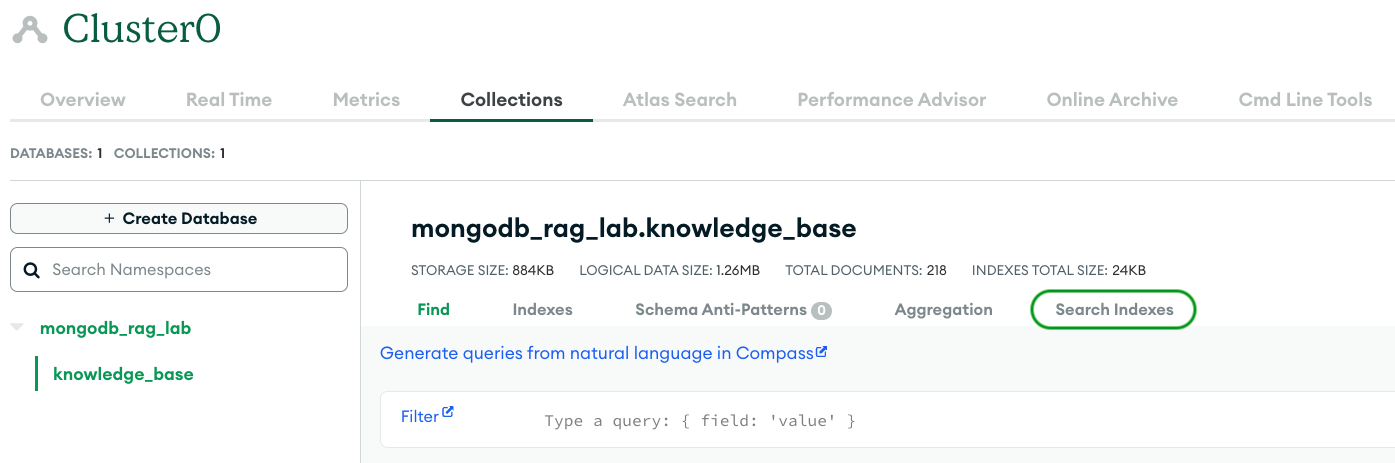 Cluster0
Overview Real Time Metrics Collections Atlas Search Performance Advisor Online Archive Cmd Line Tools
DATABASES: 1 COLLECTIONS: 1
+ Create Database
Search Namespaces
mongodb_rag_lab
knowledge_base
mongodb_rag_lab.knowledge_base
STORAGE SIZE: 884KB LOGICAL DATA SIZE: 1.26MB TOTAL DOCUMENTS: 218 INDEXES TOTAL SIZE: 24KB
Find Indexes Schema Anti-Patterns 0 Aggregation Search Indexes
Generate queries from natural language in Compass
Filter Type a query: { field: 'value' }